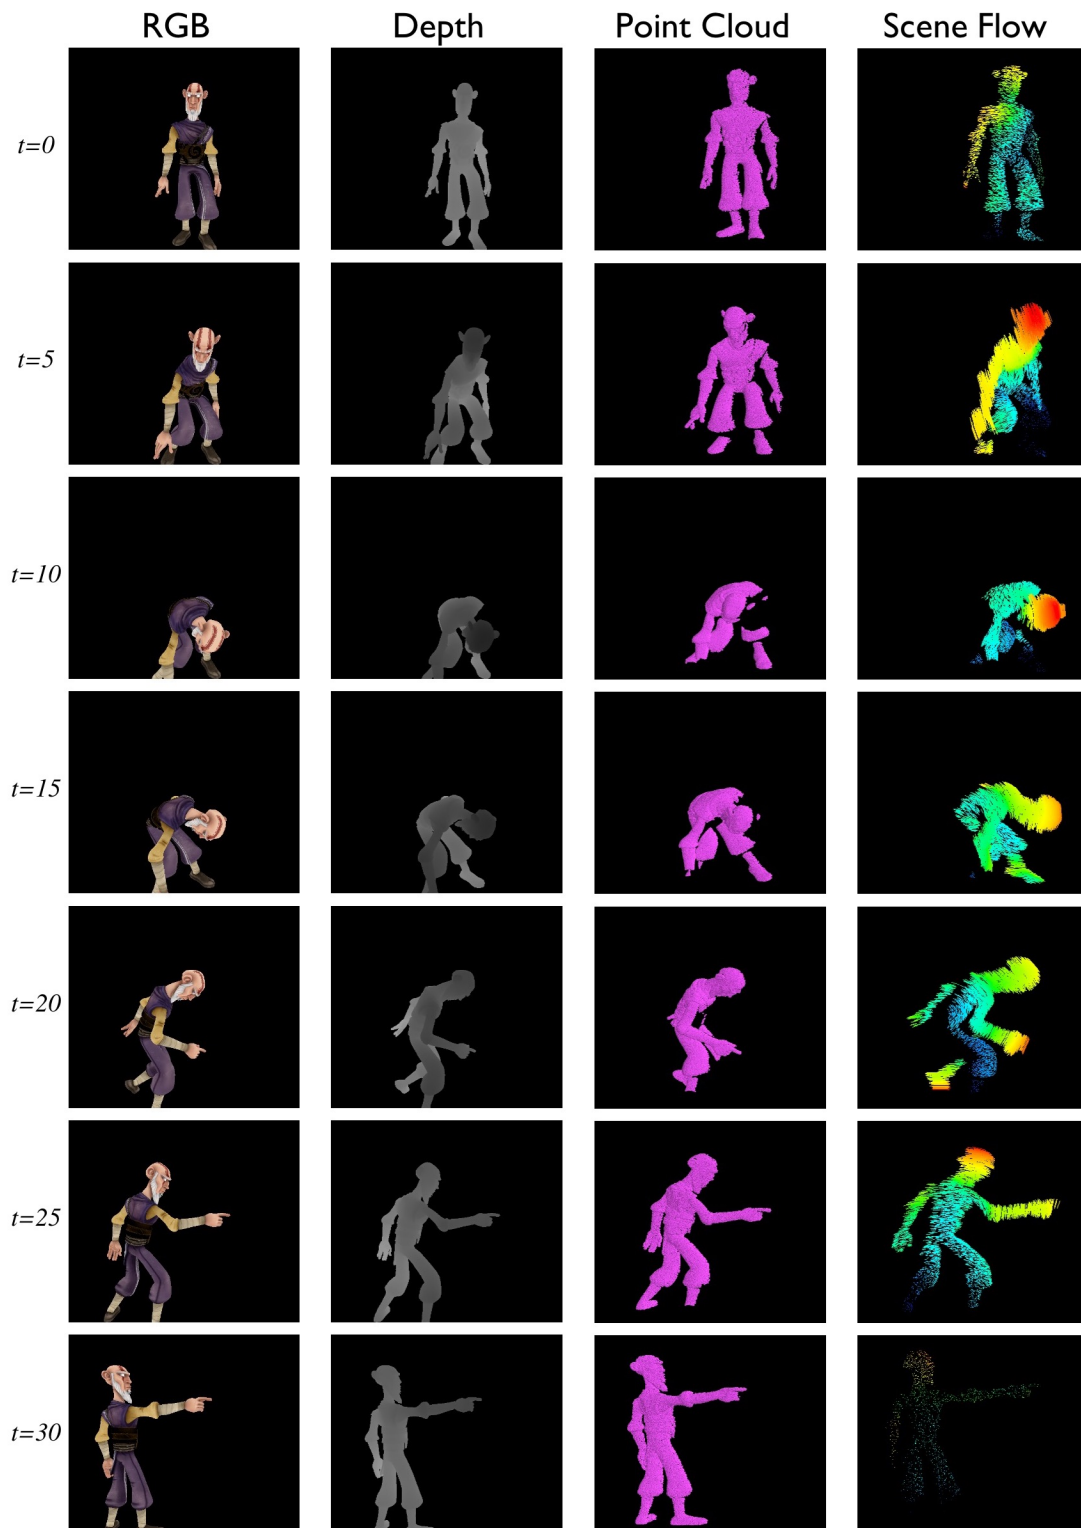 RGB Depth Point Cloud Scene Flow
t=0
t=5
t=10
t=15
t=20
t=25
t=30